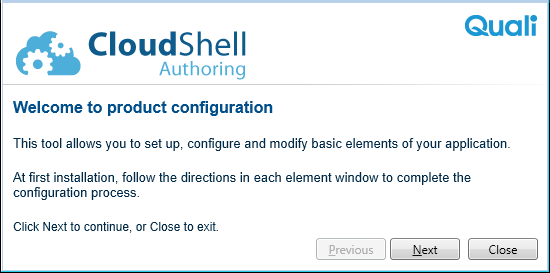 Quali
CloudShell
Authoring
Welcome to product configuration
This tool allows you to set up, configure and modify basic elements of your application.
At first installation, follow the directions in each element window to complete the
configuration process.
Click Next to continue, or Close to exit.
Previous
Next
Close